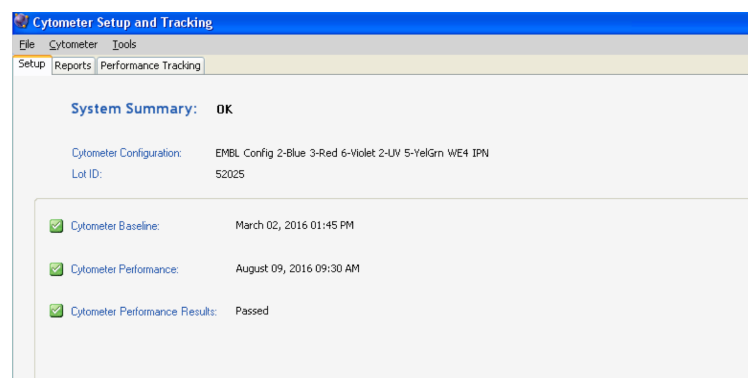 Cytometer Setup and Tracking
File Cytometer Tools
Setup Reports Performance Tracking
System Summary: OK
Cytometer Configuration: EMBL Config 2-Blue 3-Red 6-Violet 2-UV 5-YelGrn WE4 IPN
Lot ID: 52025
Cytometer Baseline: March 02, 2016 01:45 PM
Cytometer Performance: August 09, 2016 09:30 AM
Cytometer Performance Results: Passed